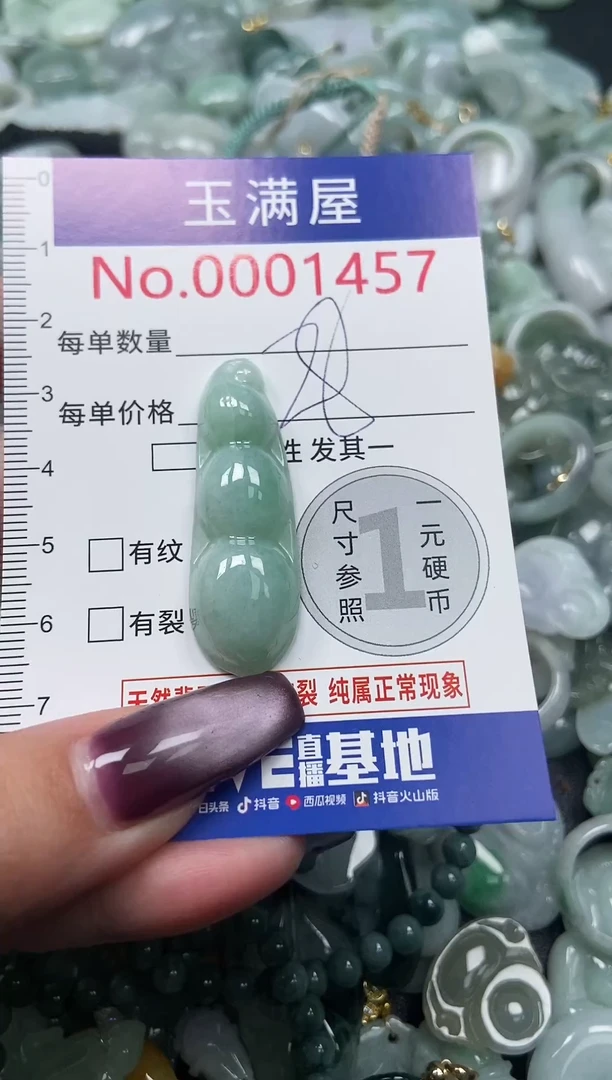 0
玉满屋
1
No.0001457
2
每单数量
3
每单价格
4
性 发其一
5
□有纹
6
□有裂
尺寸参照
1
一元硬币
7
裂 纯属正常现象
直播基地
头条 抖音 西瓜视频 抖音火山版